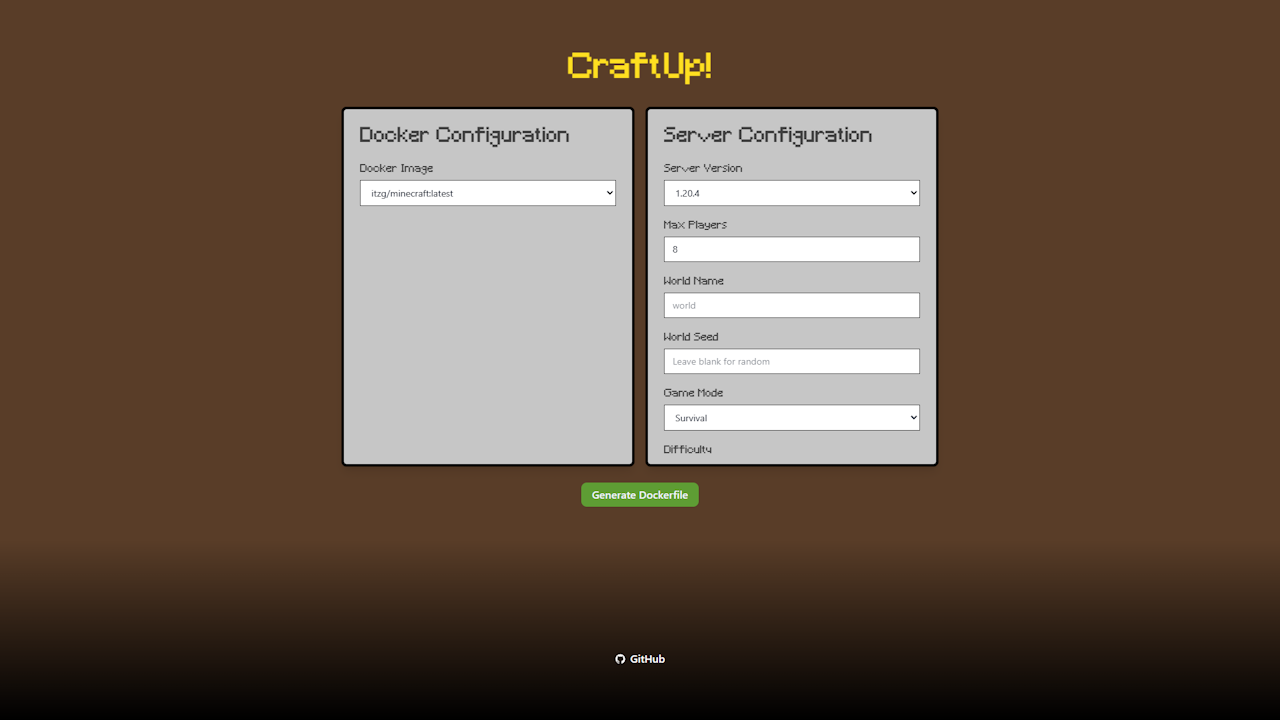 CraftUp!
Docker Configuration
Docker Image
itzg/minecraft:latest
Server Configuration
Server Version
1.20.4
Max Players
8
World Name
world
World Seed
Leave blank for random
Game Mode
Survival
Difficulty
Generate Dockerfile
GitHub